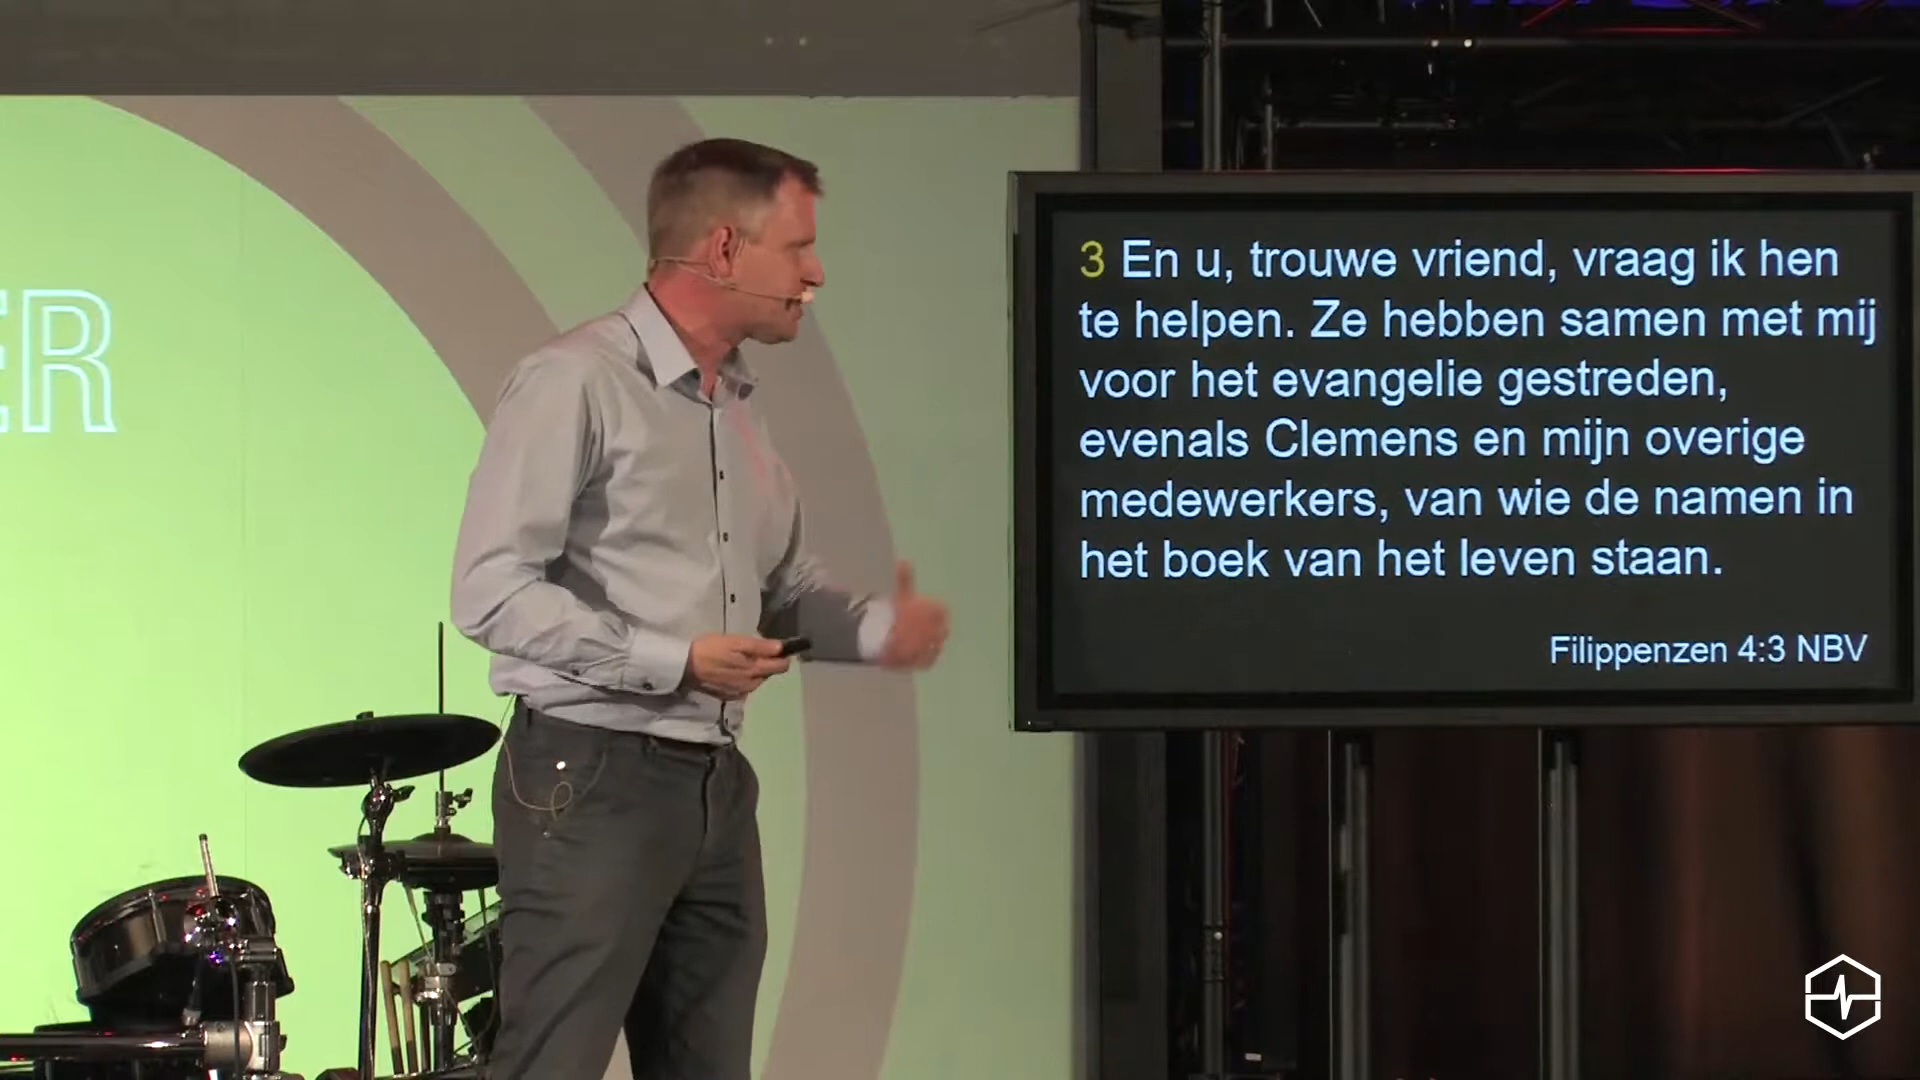 ER
3 En u, trouwe vriend, vraag ik hen
te helpen. Ze hebben samen met mij
voor het evangelie gestreden,
evenals Clemens en mijn overige
medewerkers, van wie de namen in
het boek van het leven staan.
Filippenzen 4:3 NBV